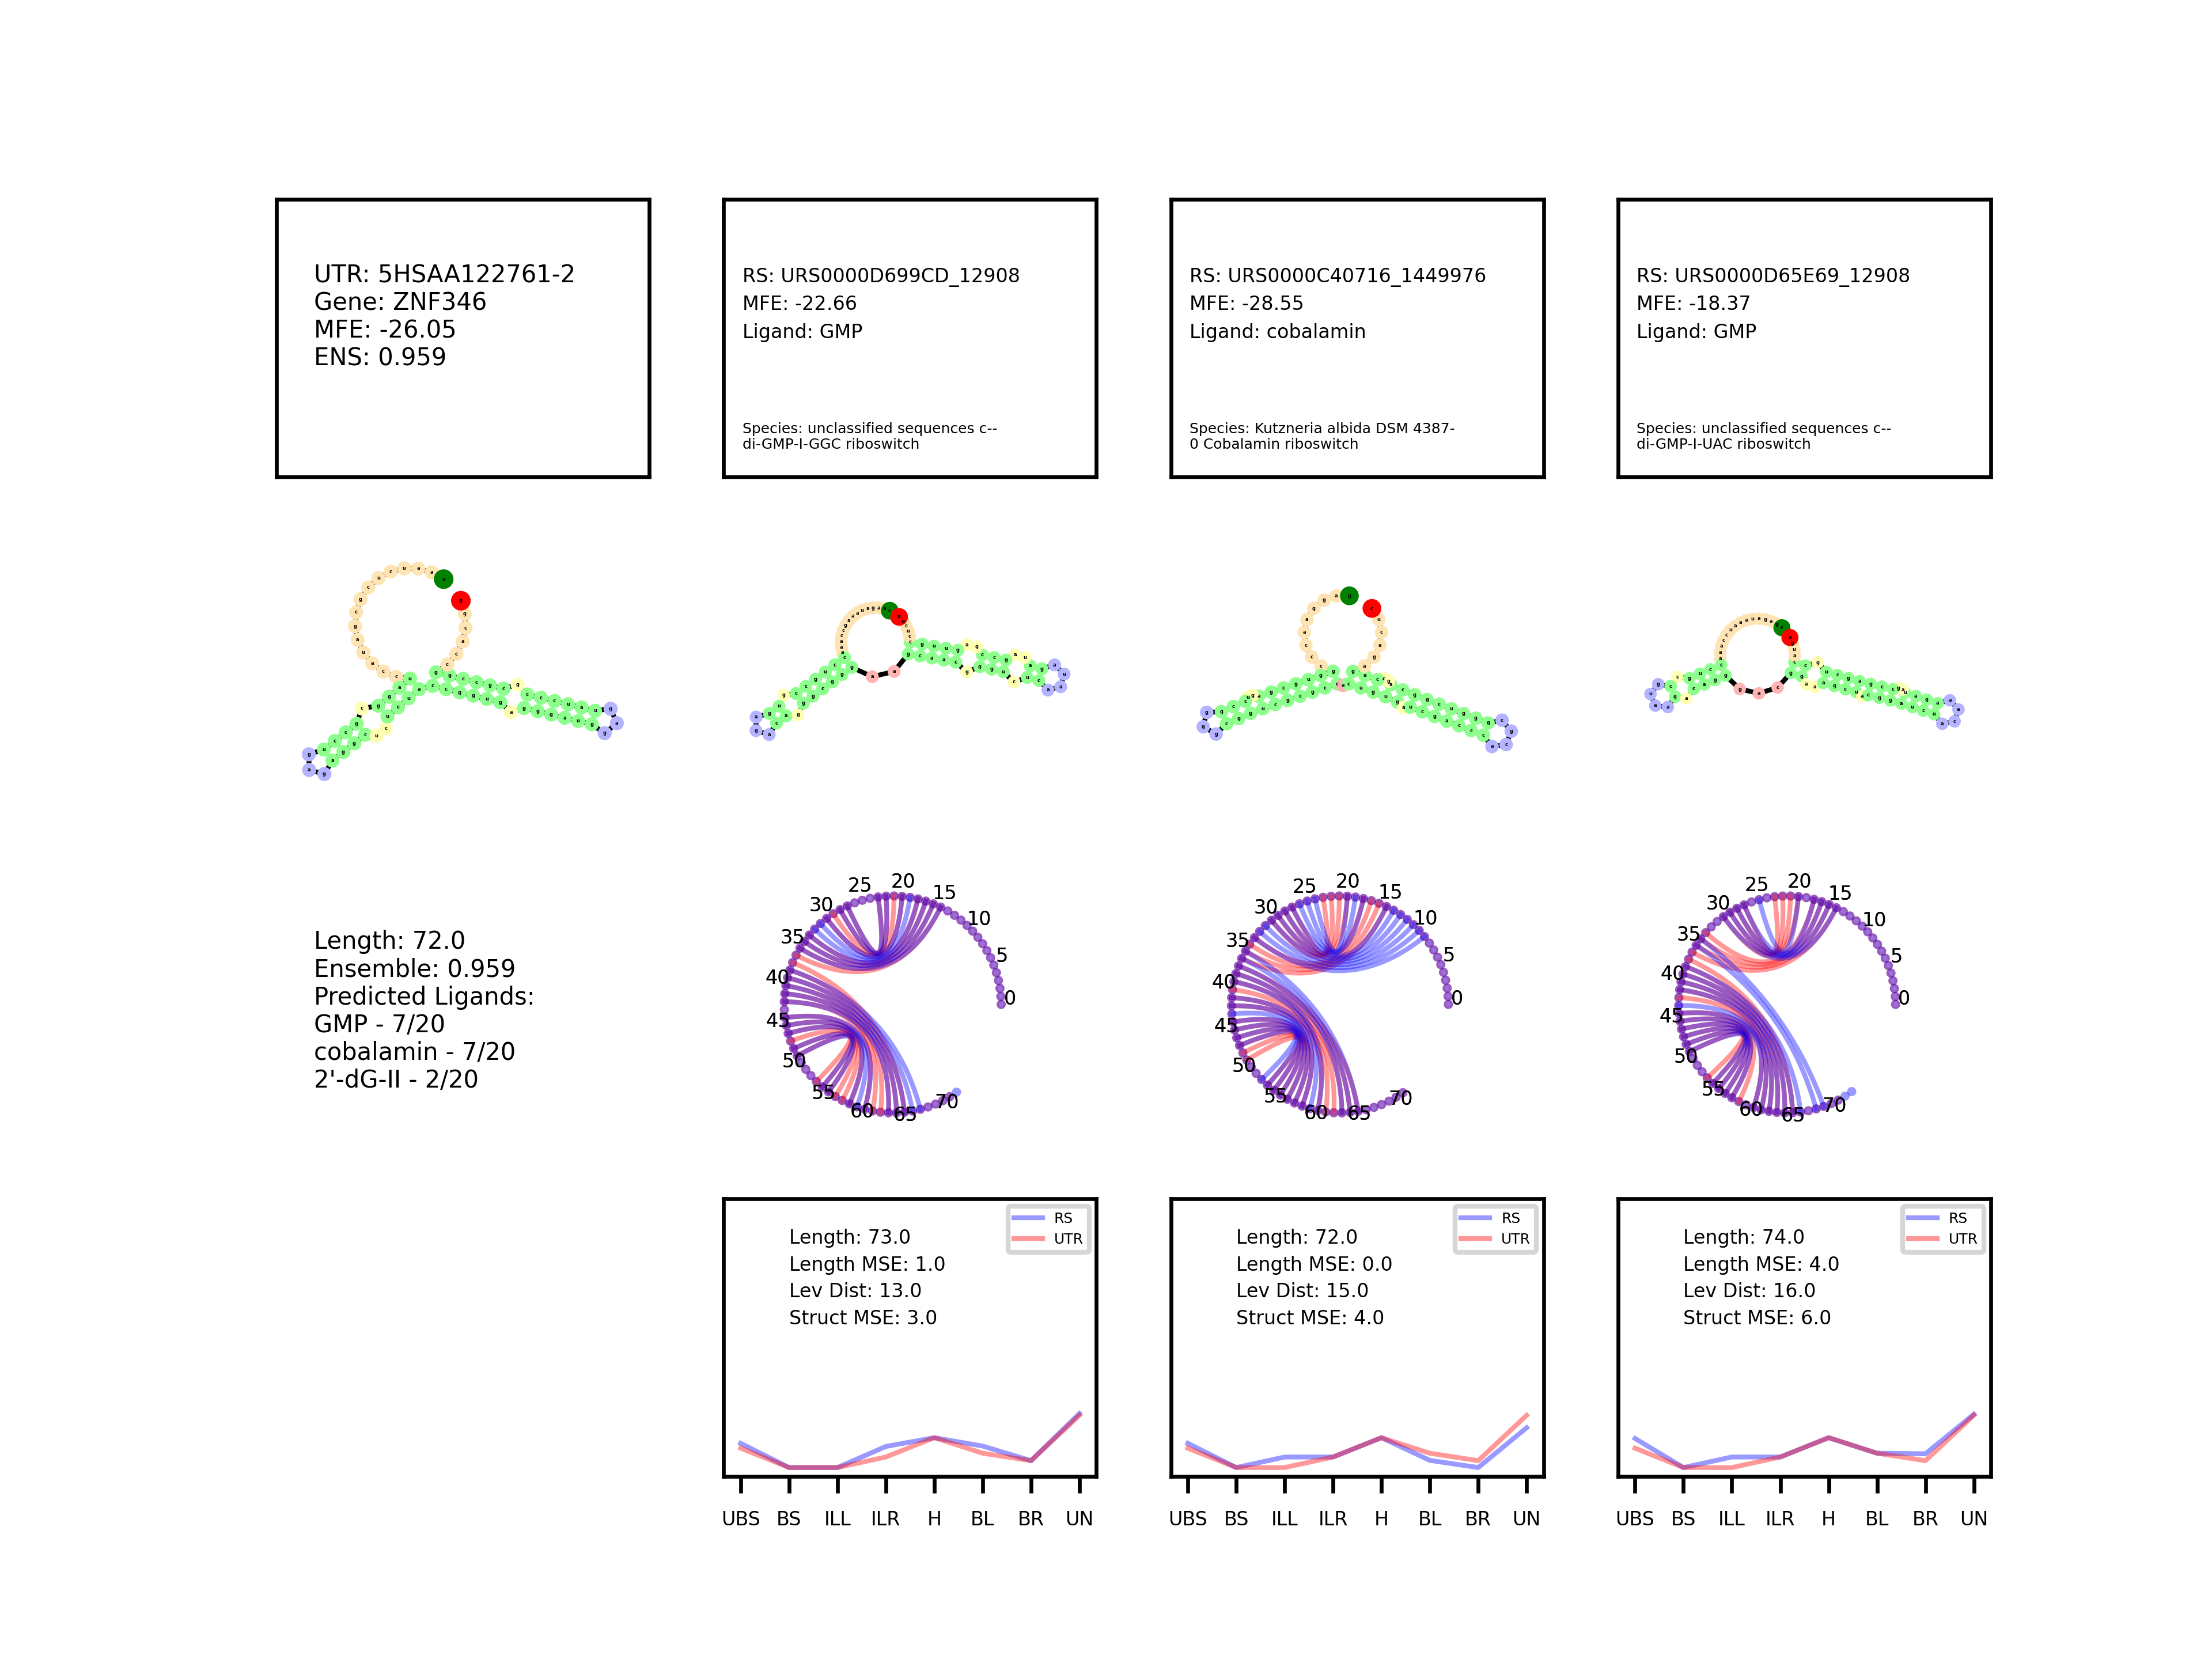 UTR: 5HSAA122761-2
Gene: ZNF346
MFE: -26.05
ENS: 0.959
RS: URS0000D699CD_12908
MFE: -22.66
Ligand: GMP
Species: unclassified sequences c--
di-GMP-I-GGC riboswitch
RS: URS0000C40716_1449976
MFE: -28.55
Ligand: cobalamin
Species: Kutzneria albida DSM 4387-
0 Cobalamin riboswitch
RS: URS0000D65E69_12908
MFE: -18.37
Ligand: GMP
Species: unclassified sequences c--
di-GMP-I-UAC riboswitch
Length: 72.0
Ensemble: 0.959
Predicted Ligands:
GMP - 7/20
cobalamin - 7/20
2'-dG-II - 2/20
0
5
10
15
20
25
30
35
40
45
50
55
60
65
70
0
5
10
15
20
25
30
35
40
45
50
55
60
65
70
0
5
10
15
20
25
30
35
40
45
50
55
60
65
70
RS
UTR
Length: 73.0
Length MSE: 1.0
Lev Dist: 13.0
Struct MSE: 3.0
UBS BS ILL ILR H BL BR UN
RS
UTR
Length: 72.0
Length MSE: 0.0
Lev Dist: 15.0
Struct MSE: 4.0
UBS BS ILL ILR H BL BR UN
RS
UTR
Length: 74.0
Length MSE: 4.0
Lev Dist: 16.0
Struct MSE: 6.0
UBS BS ILL ILR H BL BR UN